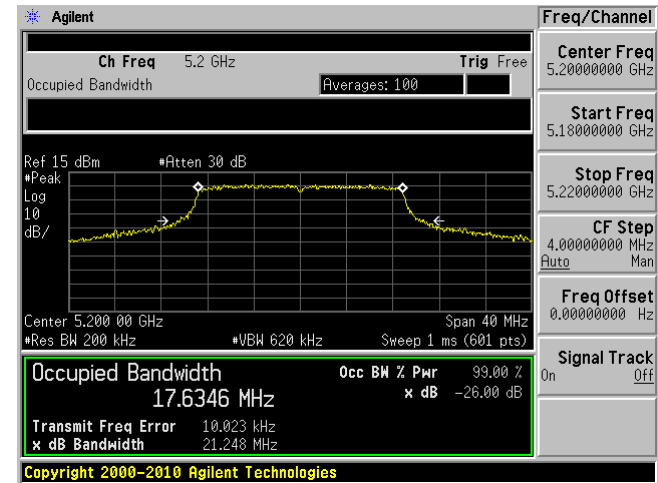 Agilent
Freq/Channel
Ch Freq 5.2 GHz Trig Free
Occupied Bandwidth Averages: 100
Center Freq
5.20000000 GHz
Start Freq
5.18000000 GHz
Stop Freq
5.22000000 GHz
CF Step
4.00000000 MHz
Auto Man
Freq Offset
0.00000000 Hz
Signal Track
On Off
Ref 15 dBm #Atten 30 dB
#Peak
Log
10
dB/
Center 5.200 00 GHz Span 40 MHz
#Res BW 200 kHz #VBW 620 kHz Sweep 1 ms (601 pts)
Occupied Bandwidth Occ BW % Pwr 99.00 %
17.6346 MHz x dB -26.00 dB
Transmit Freq Error 10.023 kHz
x dB Bandwidth 21.248 MHz
Copyright 2000-2010 Agilent Technologies